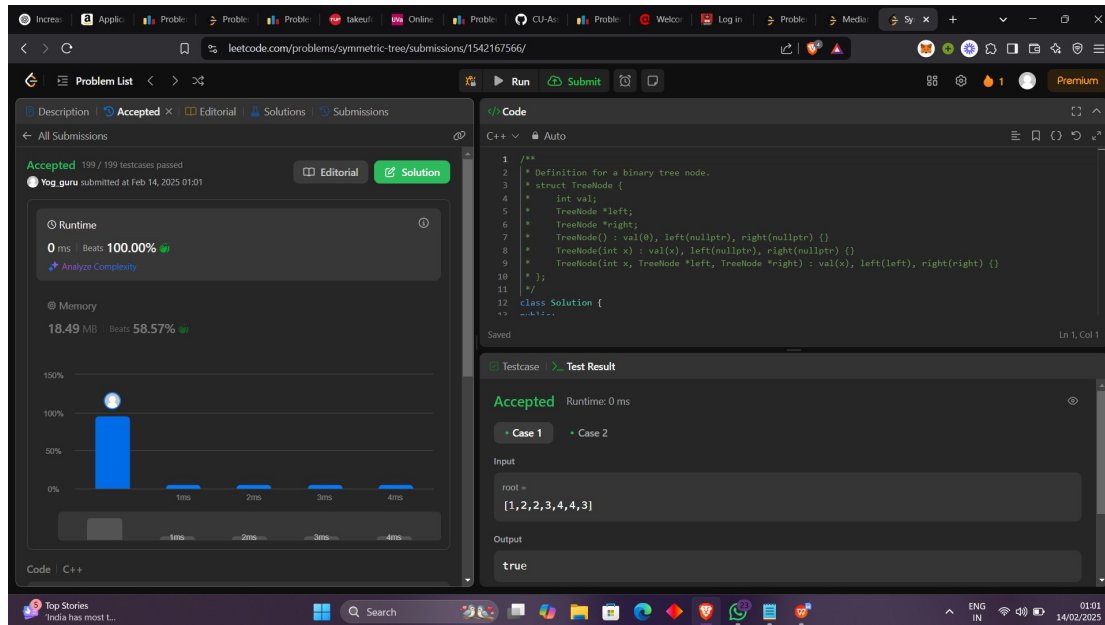 Increas
Applic
Proble
Proble
Proble
takeuf
Online
Proble
CU-As
Proble
Welcor
Log in
Proble
Media
Sy
leetcode.com/problems/symmetric-tree/submissions/1542167566/
Problem List
Run
Submit
1
Premium
Description
Accepted
Editorial
Solutions
Submissions
All Submissions
Accepted 199 / 199 testcases passed
Yog_guru submitted at Feb 14, 2025 01:01
Editorial
Solution
Runtime
0 ms Beats 100.00%
Analyze Complexity
Memory
18.49 MB Beats 58.57%
150%
100%
50%
0%
1ms 2ms 3ms 4ms
1ms 2ms 3ms 4ms
Code C++
</> Code
C++ Auto
1 /**
2 * Definition for a binary tree node.
3 * struct TreeNode {
4 * int val;
5 * TreeNode *left;
6 * TreeNode *right;
7 * TreeNode() : val(0), left(nullptr), right(nullptr) {}
8 * TreeNode(int x) : val(x), left(nullptr), right(nullptr) {}
9 * TreeNode(int x, TreeNode *left, TreeNode *right) : val(x), left(left), right(right) {}
10 * };
11 */
12 class Solution {
Saved
Ln 1, Col 1
Testcase
Test Result
Accepted Runtime: 0 ms
Case 1
Case 2
Input
root =
[1,2,2,3,4,4,3]
Output
true
5
Top Stories
'India has most t...
Search
ENG
IN
01:01
14/02/2025